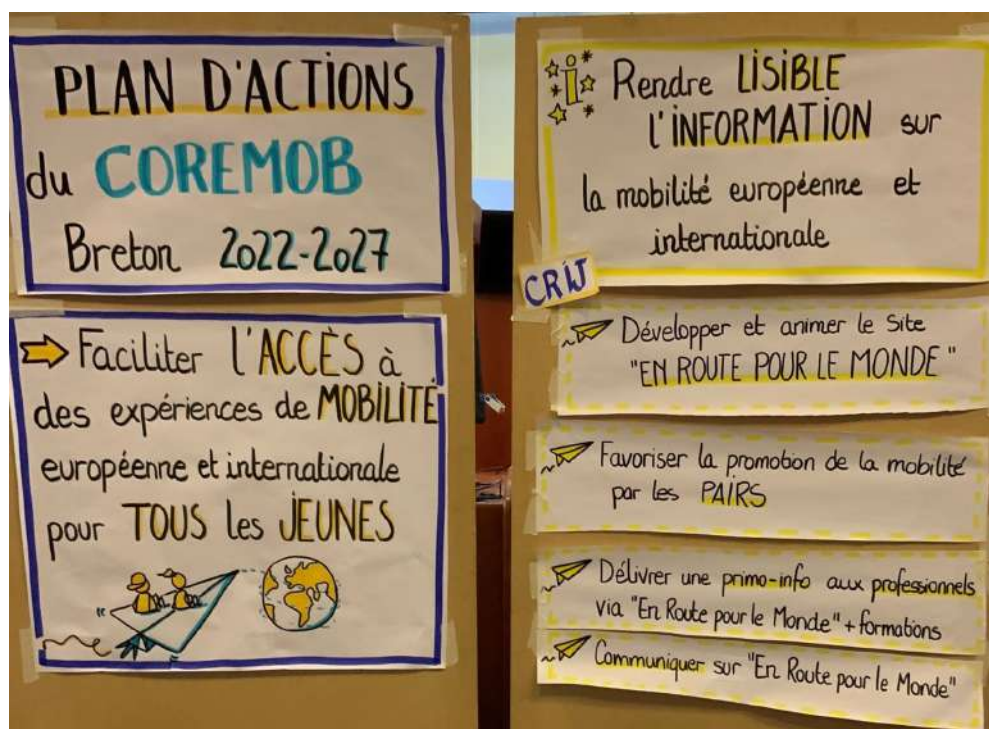 PLAN D'ACTIONS
du COREMOB
Breton 2022-2027
Faciliter l'ACCÈS à
des expériences de MOBILITÉ
européenne et internationale
pour TOUS les JEUNES
Rendre LISIBLE
l'INFORMATION sur
la mobilité européenne et
internationale
CRIJ
Développer et animer le Site
"EN ROUTE POUR LE MONDE"
Favoriser la promotion de la mobilité
par les PAIRS
Délivrer une primo-info aux professionnels
via "En Route pour le Monde" + formations
Communiquer sur "En Route pour le Monde"